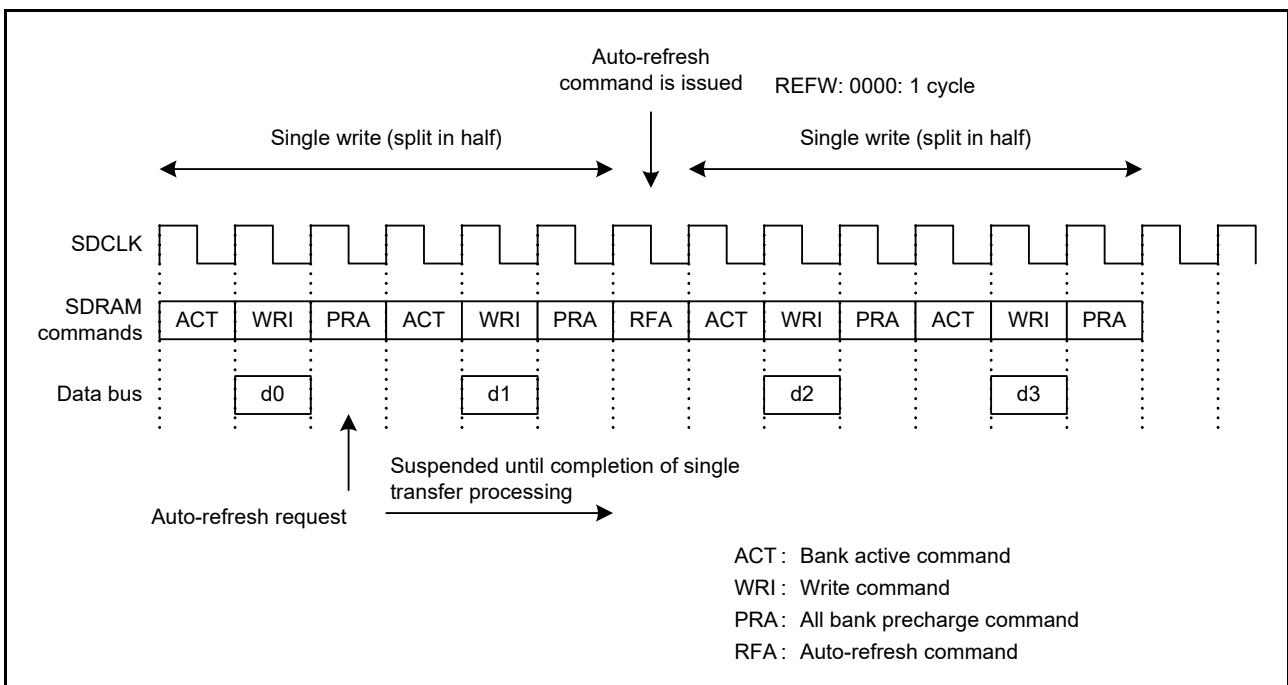 Auto-refresh
command is issued
REFW: 0000: 1 cycle
Single write (split in half)
Single write (split in half)
SDCLK
SDRAM
commands
ACT WRI PRA ACT WRI PRA RFA ACT WRI PRA ACT WRI PRA
Data bus
d0 d1 d2 d3
Suspended until completion of single
transfer processing
Auto-refresh request
ACT : Bank active command
WRI : Write command
PRA : All bank precharge command
RFA : Auto-refresh command